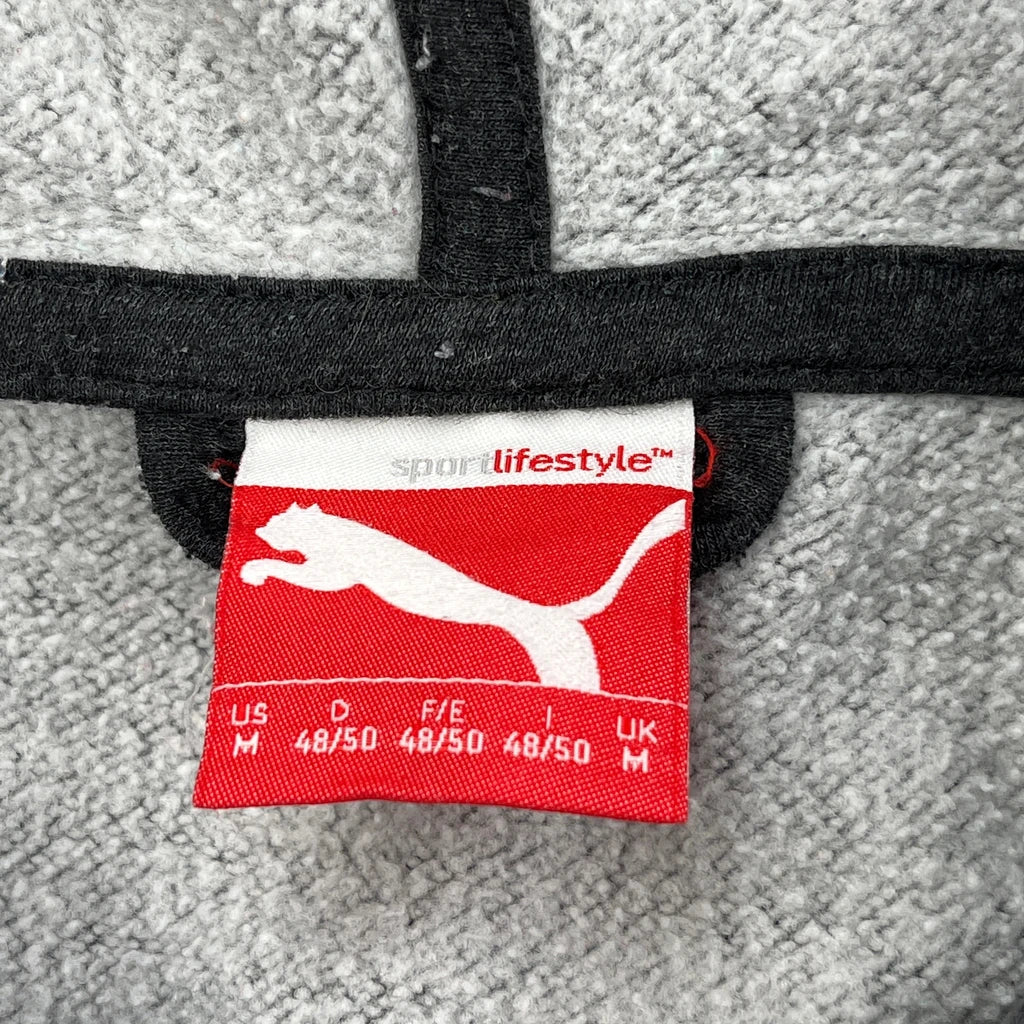 sportlifestyle™
US D F/E I UK
M 48/50 48/50 48/50 M